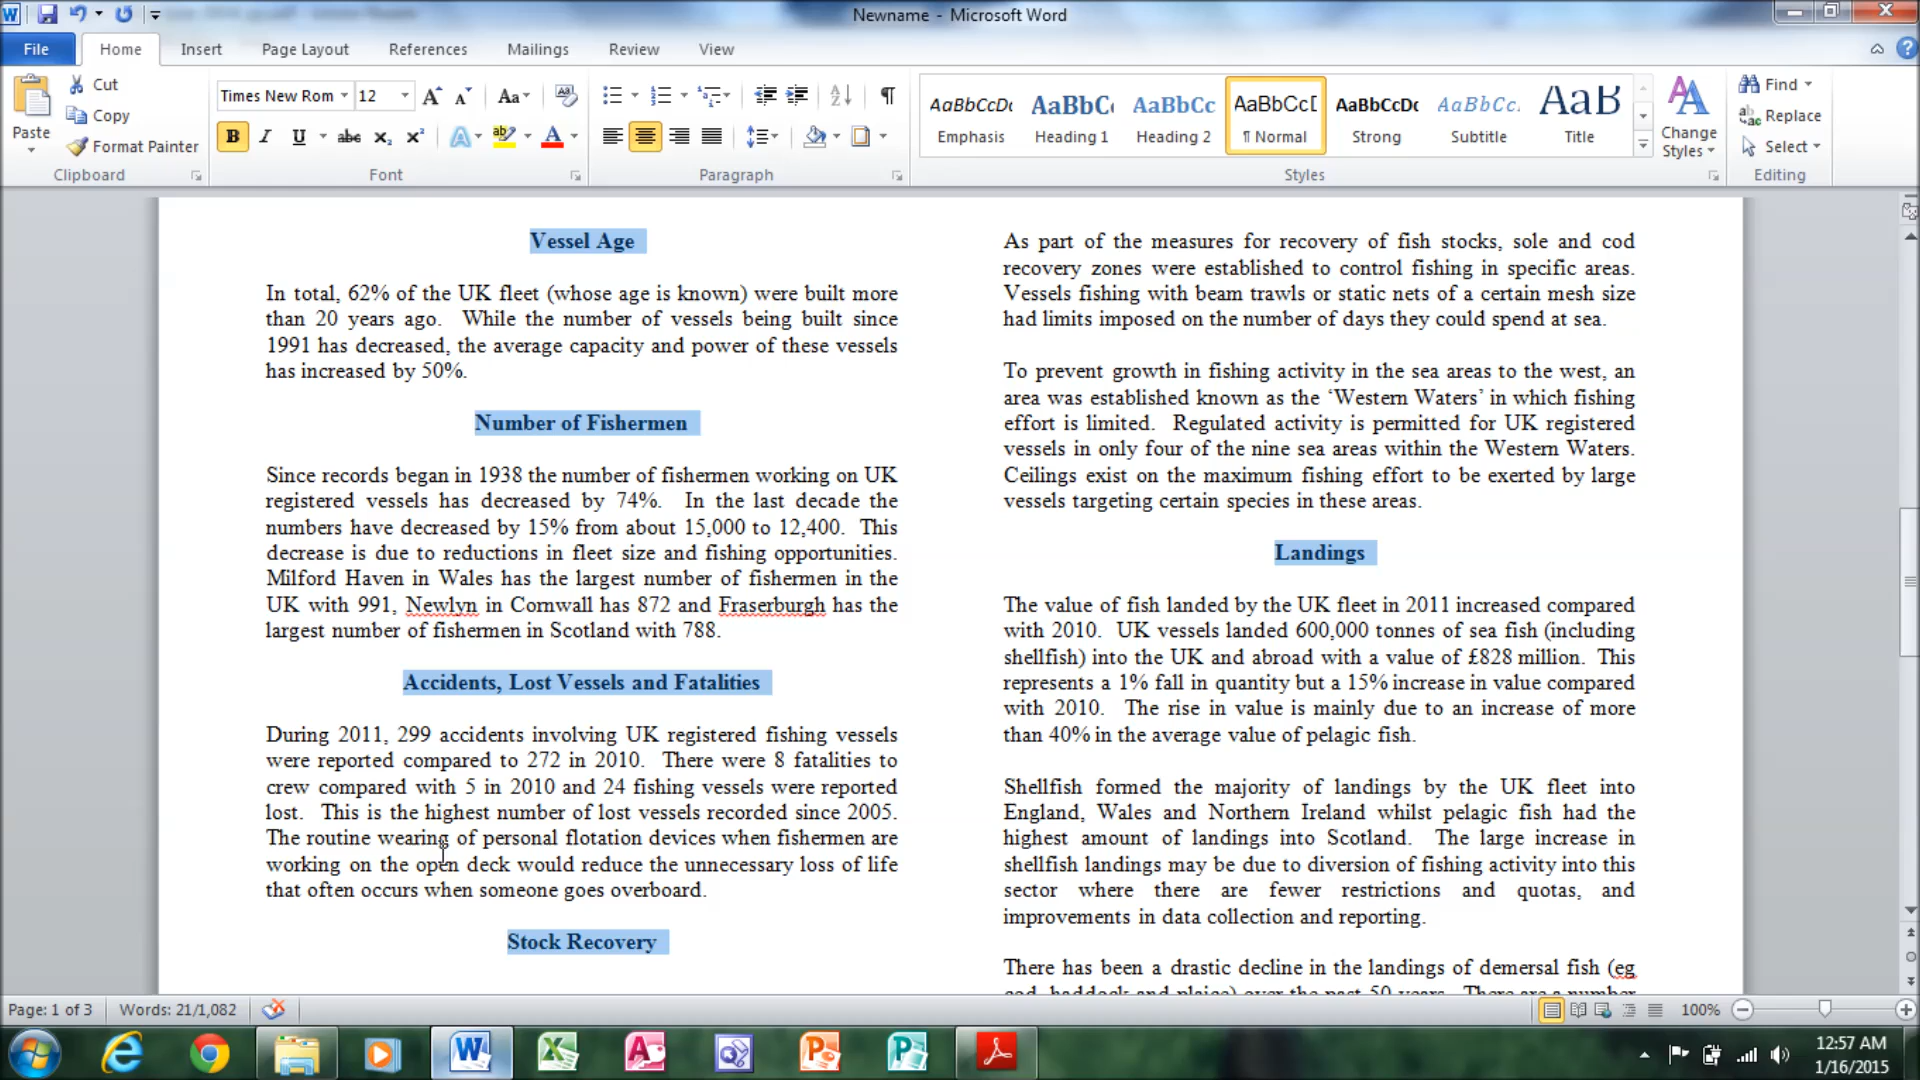 Newname - Microsoft Word
File Home Insert Page Layout References Mailings Review View
Paste
Cut
Copy
Format Painter
Clipboard
Times New Rom 12
Font
Paragraph
AaBbCcDc AaBbCc AaBbCc AaBbCcD AaBbCcDc AaBbCc. AaB
Emphasis Heading 1 Heading 2 ¶ Normal Strong Subtitle Title
Change
Styles
Styles
Find
Replace
Select
Editing
Vessel Age
In total, 62% of the UK fleet (whose age is known) were built more
than 20 years ago. While the number of vessels being built since
1991 has decreased, the average capacity and power of these vessels
has increased by 50%.
Number of Fishermen
Since records began in 1938 the number of fishermen working on UK
registered vessels has decreased by 74%. In the last decade the
numbers have decreased by 15% from about 15,000 to 12,400. This
decrease is due to reductions in fleet size and fishing opportunities.
Milford Haven in Wales has the largest number of fishermen in the
UK with 991, Newlyn in Cornwall has 872 and Fraserburgh has the
largest number of fishermen in Scotland with 788.
Accidents, Lost Vessels and Fatalities
During 2011, 299 accidents involving UK registered fishing vessels
were reported compared to 272 in 2010. There were 8 fatalities to
crew compared with 5 in 2010 and 24 fishing vessels were reported
lost. This is the highest number of lost vessels recorded since 2005.
The routine wearing of personal flotation devices when fishermen are
working on the open deck would reduce the unnecessary loss of life
that often occurs when someone goes overboard.
Stock Recovery
As part of the measures for recovery of fish stocks, sole and cod
recovery zones were established to control fishing in specific areas.
Vessels fishing with beam trawls or static nets of a certain mesh size
had limits imposed on the number of days they could spend at sea.
To prevent growth in fishing activity in the sea areas to the west, an
area was established known as the ‘Western Waters’ in which fishing
effort is limited. Regulated activity is permitted for UK registered
vessels in only four of the nine sea areas within the Western Waters.
Ceilings exist on the maximum fishing effort to be exerted by large
vessels targeting certain species in these areas.
Landings
The value of fish landed by the UK fleet in 2011 increased compared
with 2010. UK vessels landed 600,000 tonnes of sea fish (including
shellfish) into the UK and abroad with a value of £828 million. This
represents a 1% fall in quantity but a 15% increase in value compared
with 2010. The rise in value is mainly due to an increase of more
than 40% in the average value of pelagic fish.
Shellfish formed the majority of landings by the UK fleet into
England, Wales and Northern Ireland whilst pelagic fish had the
highest amount of landings into Scotland. The large increase in
shellfish landings may be due to diversion of fishing activity into this
sector where there are fewer restrictions and quotas, and
improvements in data collection and reporting.
There has been a drastic decline in the landings of demersal fish (eg
cod, haddock and plaice) over the past 50 years. There are a number
Page: 1 of 3 Words: 21/1,082 100%
12:57 AM
1/16/2015